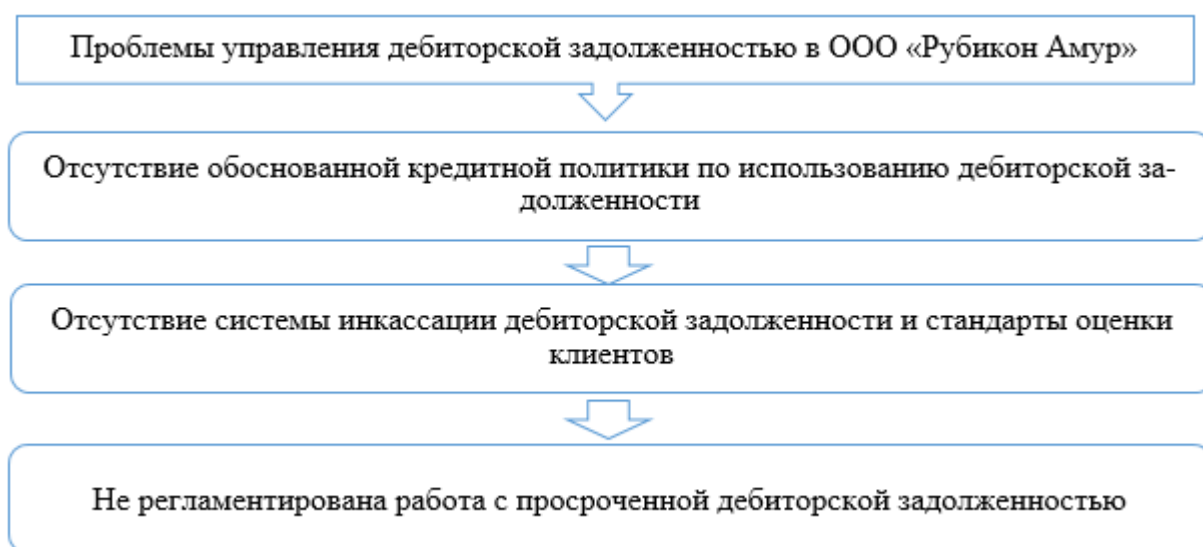 Проблемы управления дебиторской задолженностью в ООО «Рубикон Амур»
Отсутствие обоснованной кредитной политики по использованию дебиторской за-
долженности
Отсутствие системы инкассации дебиторской задолженности и стандарты оценки
клиентов
Не регламентирована работа с просроченной дебиторской задолженностью